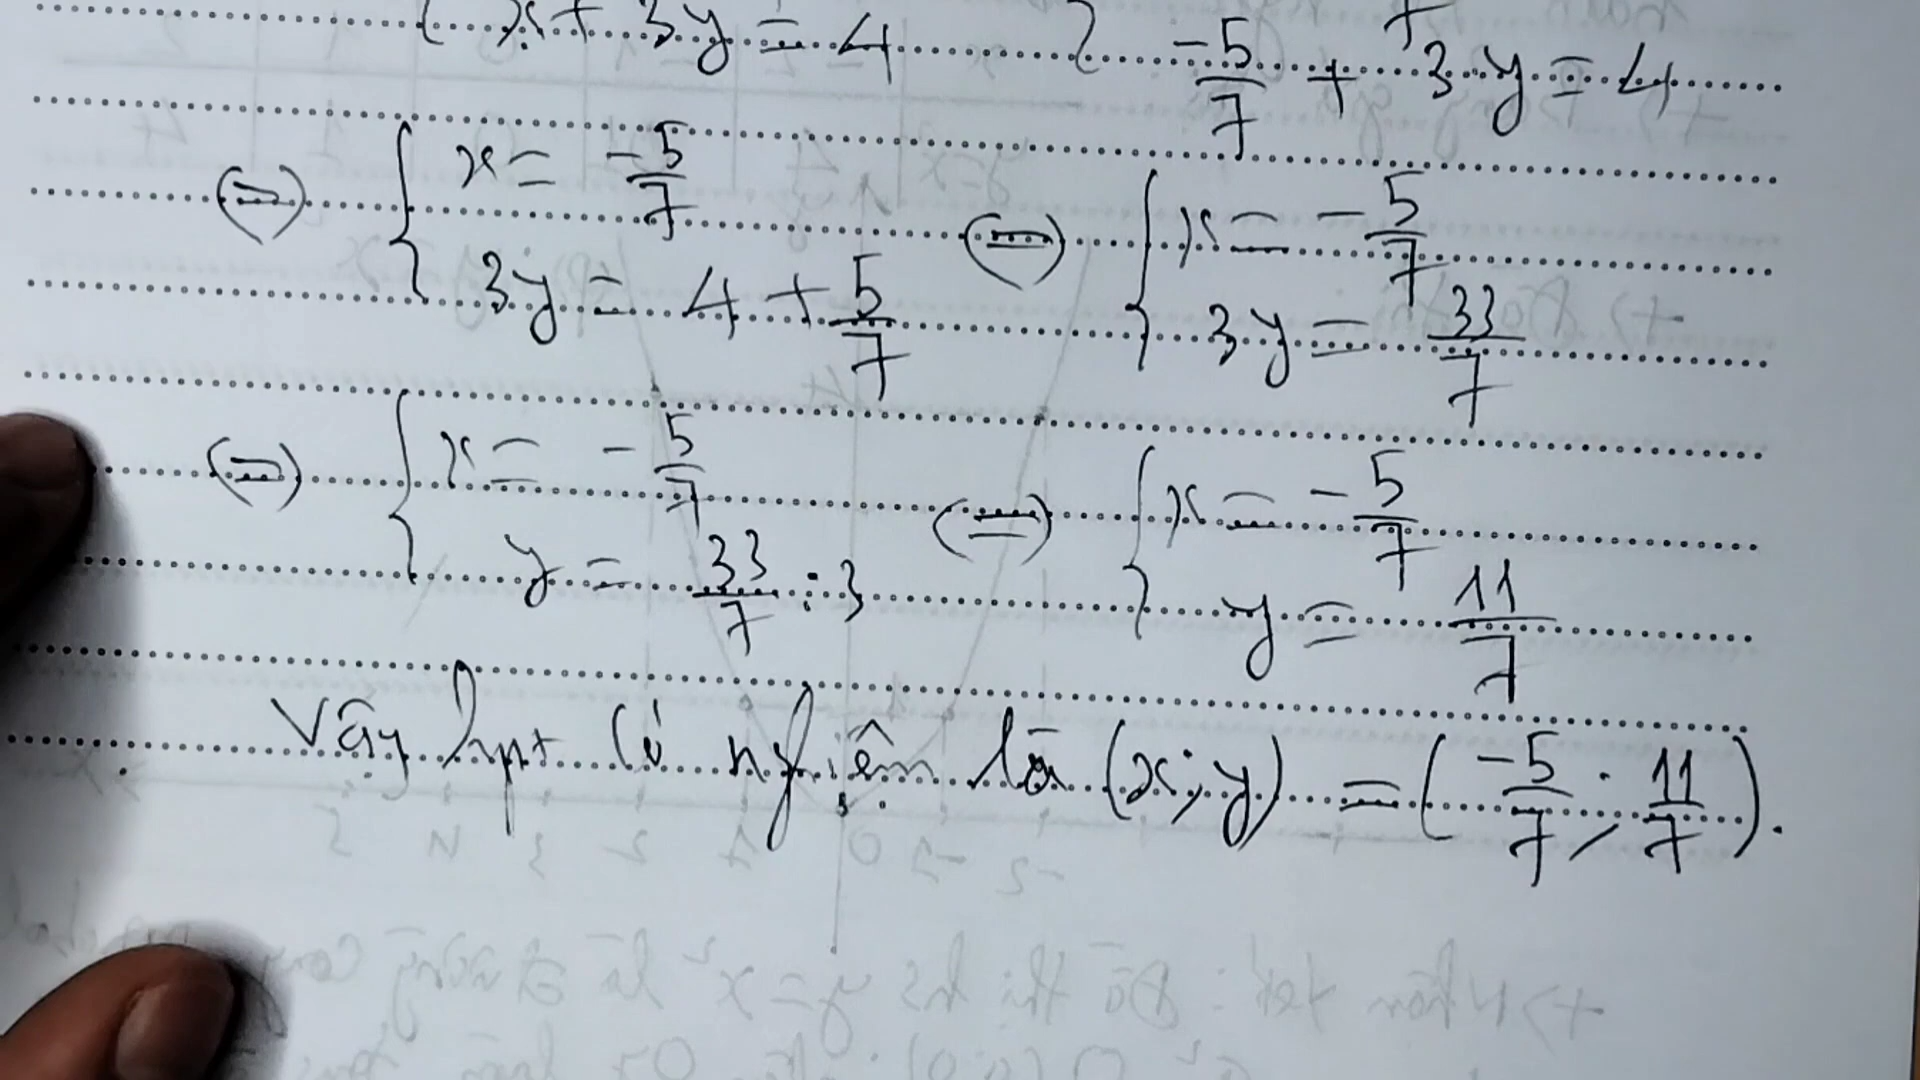 { x + 3y = 4 { -5/7 + 3y = 4
(=) { x = -5/7 (=) { x = -5/7
3y = 4 + 5/7 3y = 33/7
(=) { x = -5/7 (=) { x = -5/7
y = 33/7 : 3 y = 11/7
Vậy hpt có nghiệm là (x; y) = (-5/7; 11/7).